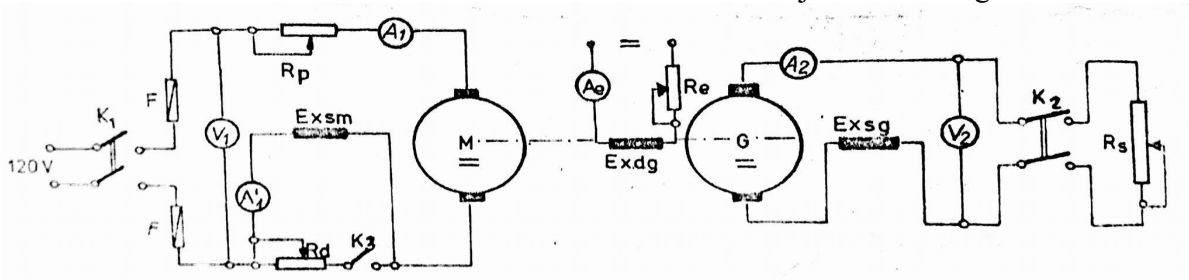 K1
120 V
F
F
V1
Rp
A1
Exsm
A'1
Rd
K3
M
=
=
Ae
Re
Exdg
G
=
A2
Exsg
V2
K2
Rs